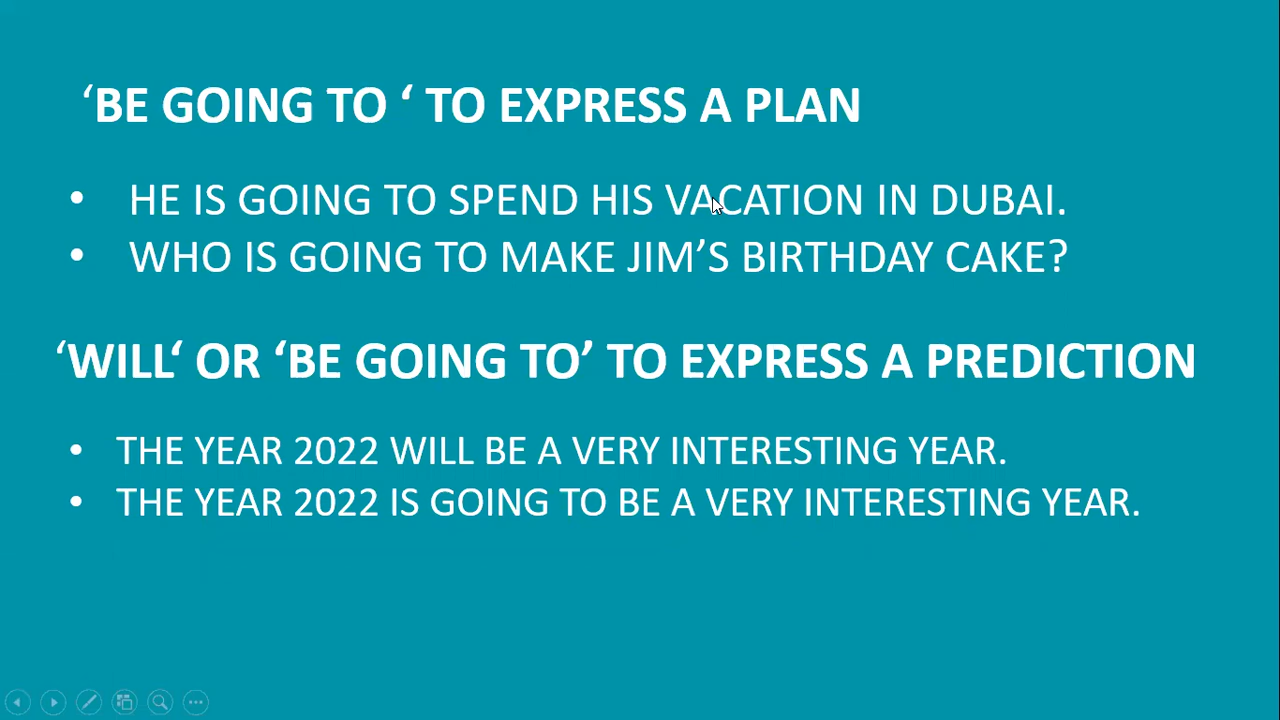 ‘BE GOING TO ‘ TO EXPRESS A PLAN
• HE IS GOING TO SPEND HIS VACATION IN DUBAI.
• WHO IS GOING TO MAKE JIM’S BIRTHDAY CAKE?
‘WILL‘ OR ‘BE GOING TO’ TO EXPRESS A PREDICTION
• THE YEAR 2022 WILL BE A VERY INTERESTING YEAR.
• THE YEAR 2022 IS GOING TO BE A VERY INTERESTING YEAR.